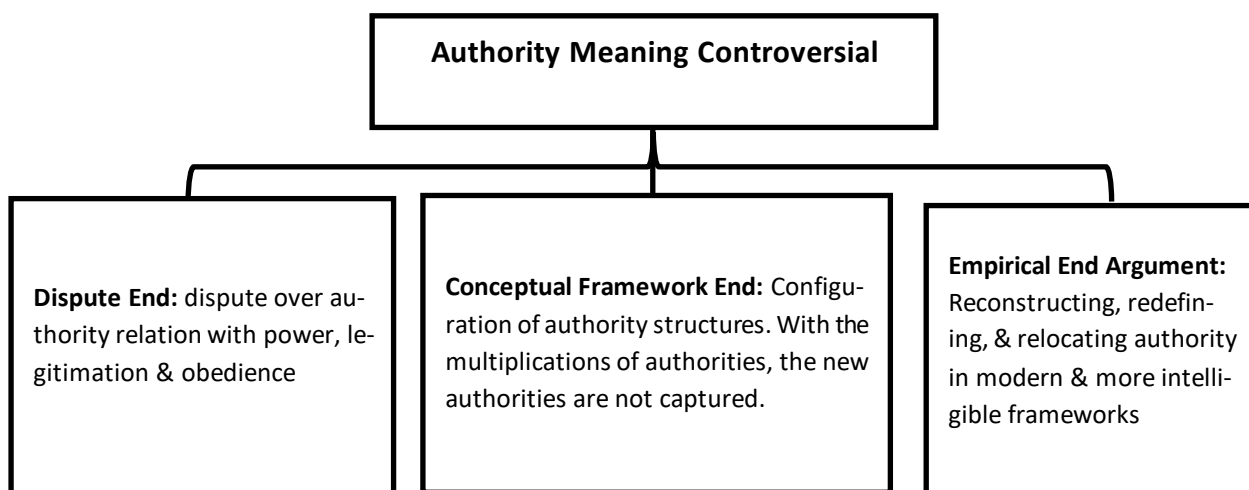 Authority Meaning Controversial
Dispute End: dispute over au-
thority relation with power, le-
gitimation & obedience
Conceptual Framework End: Configu-
ration of authority structures. With the
multiplications of authorities, the new
authorities are not captured.
Empirical End Argument:
Reconstructing, redefin-
ing, & relocating authority
in modern & more intelli-
gible frameworks